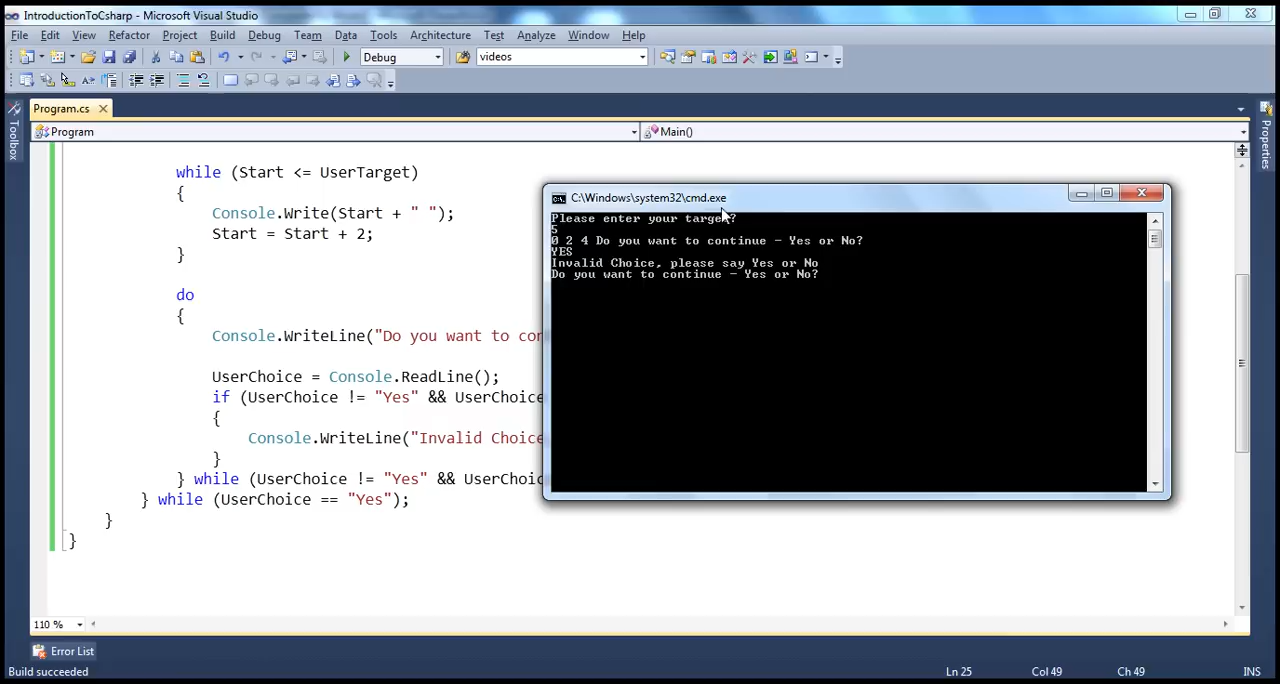 IntroductionToCsharp - Microsoft Visual Studio
File Edit View Refactor Project Build Debug Team Data Tools Architecture Test Analyze Window Help
Debug videos
Program.cs
Program Main()
Toolbox
Properties
while (Start <= UserTarget)
{
Console.Write(Start + " ");
Start = Start + 2;
}
do
{
Console.WriteLine("Do you want to con
UserChoice = Console.ReadLine();
if (UserChoice != "Yes" && UserChoice
{
Console.WriteLine("Invalid Choice
}
} while (UserChoice != "Yes" && UserChoic
} while (UserChoice == "Yes");
}
}
C:\Windows\system32\cmd.exe
Please enter your target?
5
0 2 4 Do you want to continue - Yes or No?
YES
Invalid Choice, please say Yes or No
Do you want to continue - Yes or No?
110 %
Error List
Build succeeded Ln 25 Col 49 Ch 49 INS